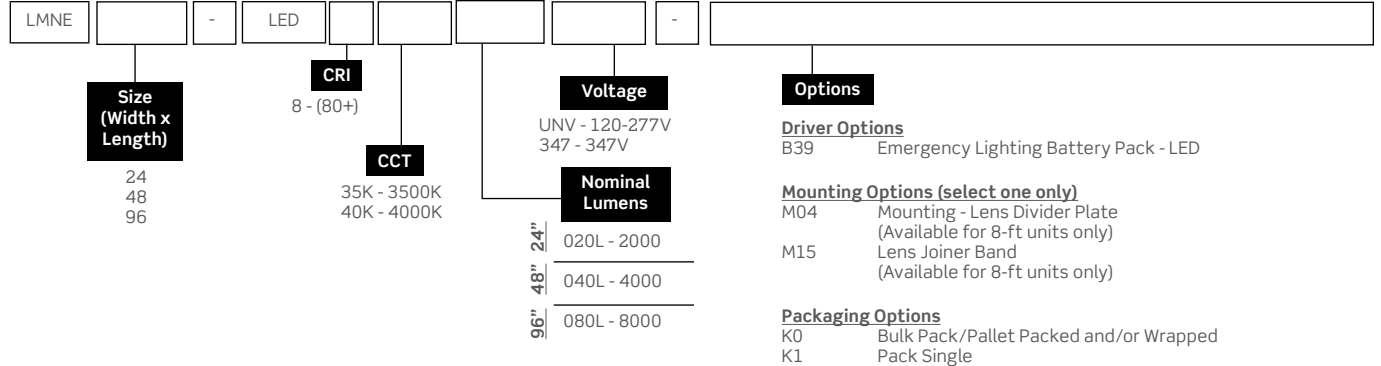 LMNE - LED -
Size
(Width x
Length)
24
48
96
CRI
8 - (80+)
CCT
35K - 3500K
40K - 4000K
Voltage
UNV - 120-277V
347 - 347V
Nominal
Lumens
24” 020L - 2000
48” 040L - 4000
96” 080L - 8000
Options
Driver Options
B39 Emergency Lighting Battery Pack - LED
Mounting Options (select one only)
M04 Mounting - Lens Divider Plate
(Available for 8-ft units only)
M15 Lens Joiner Band
(Available for 8-ft units only)
Packaging Options
K0 Bulk Pack/Pallet Packed and/or Wrapped
K1 Pack Single